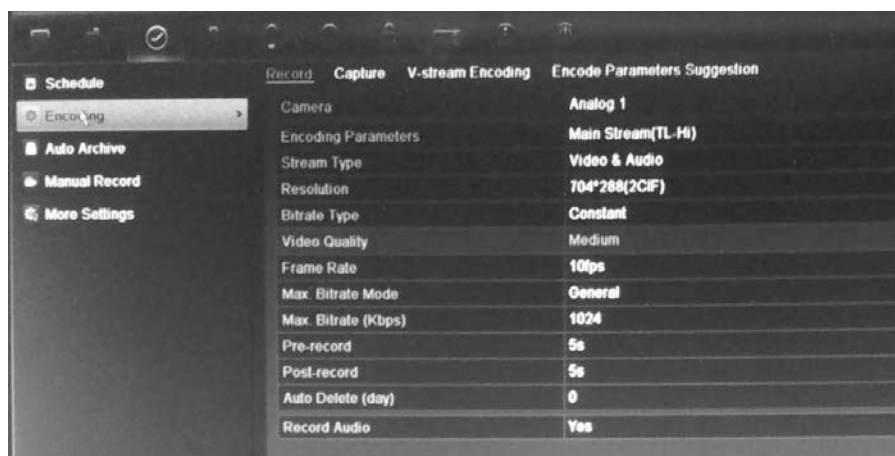 Record Capture V-stream Encoding Encode Parameters Suggestion
Schedule
Encoding
Auto Archive
Manual Record
More Settings
Camera Analog 1
Encoding Parameters Main Stream(TL-Hi)
Stream Type Video & Audio
Resolution 704*288(2CIF)
Bitrate Type Constant
Video Quality Medium
Frame Rate 10fps
Max. Bitrate Mode General
Max. Bitrate (Kbps) 1024
Pre-record 5s
Post-record 5s
Auto Delete (day) 0
Record Audio Yes